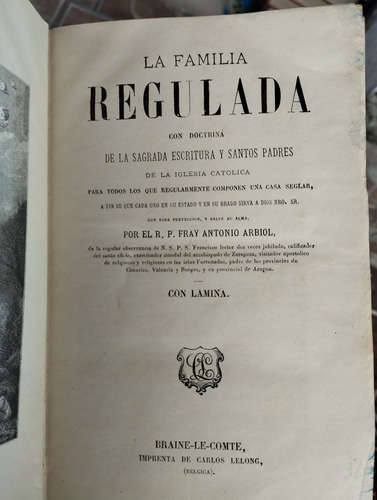 LA FAMILIA
REGULADA
CON DOCTRINA
DE LA SAGRADA ESCRITURA Y SANTOS PADRES
DE LA IGLESIA CATOLICA
PARA TODOS LOS QUE REGULARMENTE COMPONEN UNA CASA SEGLAR,
A FIN DE QUE CADA UNO EN SU ESTADO Y EN SU GRADO SIRVA A DIOS NRO. SR.
CON TODA PERFECCION, Y SALVE SU ALMA,
POR EL R. P. FRAY ANTONIO ARBIOL,
de la regular observancia de N. S. P. S. Francisco lector dos veces jubilado, calificador
del santo oficio, examinador sinodal del arzobispado de Zaragoza, visitador apostólico
de religiosos y religiosas en las islas Fortunadas, padre de las provincias de
Canarias, Valencia y Burgos, y ex provincial de Aragon.
CON LAMINA.
BRAINE-LE-COMTE,
IMPRENTA DE CARLOS LELONG,
(BELGICA).